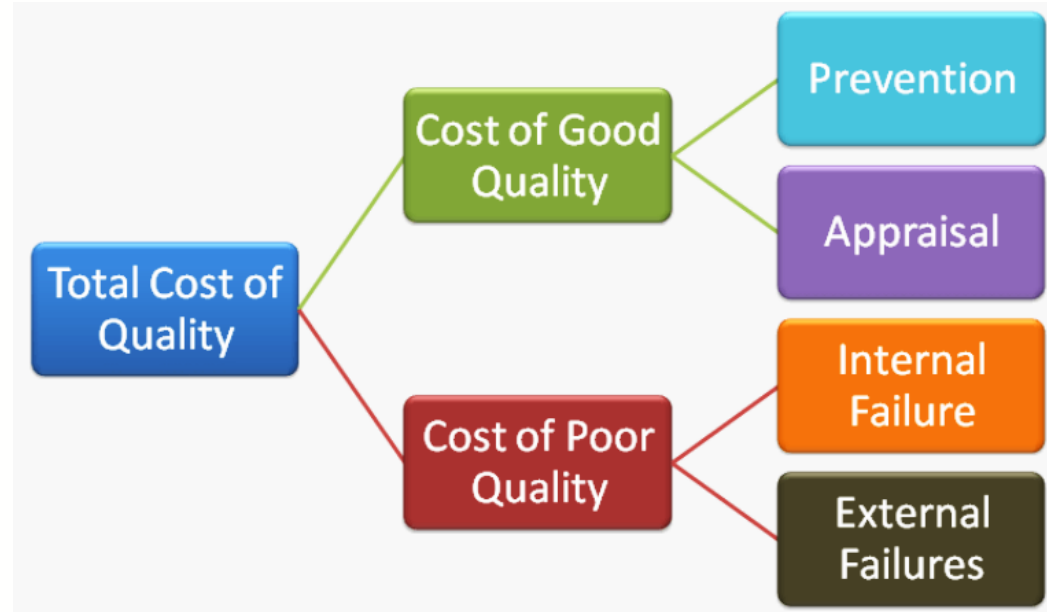 Total Cost of
Quality
Cost of Good
Quality
Prevention
Appraisal
Cost of Poor
Quality
Internal
Failure
External
Failures